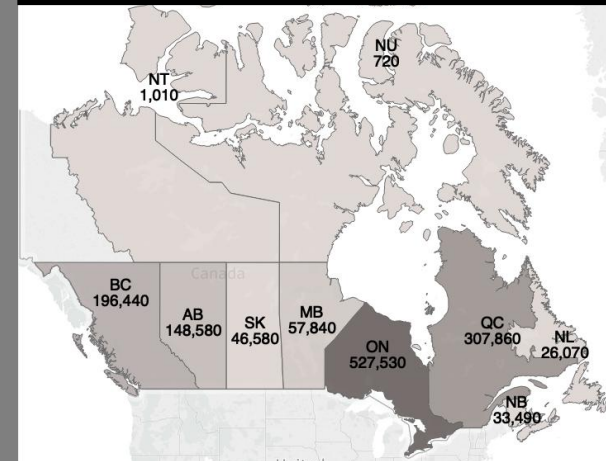 NU
720
NT
1,010
Canada
BC
196,440
AB
148,580
SK
46,580
MB
57,840
ON
527,530
QC
307,860
NL
26,070
NB
33,490